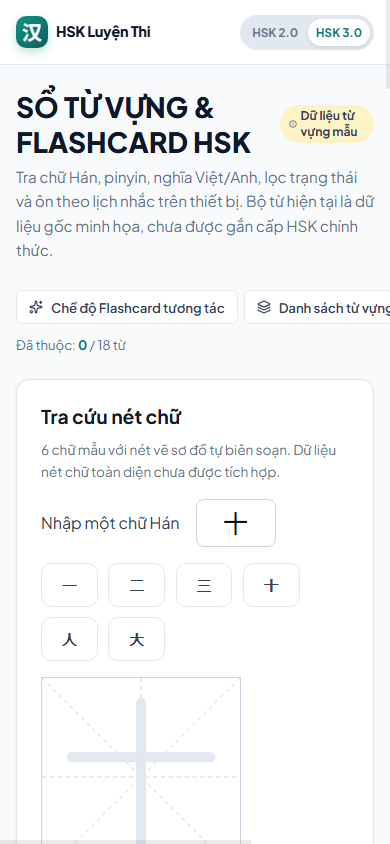 汉 HSK Luyện Thi HSK 2.0 HSK 3.0
SỔ TỪ VỰNG &
FLASHCARD HSK
Dữ liệu từ
vựng mẫu
Tra chữ Hán, pinyin, nghĩa Việt/Anh, lọc trạng thái
và ôn theo lịch nhắc trên thiết bị. Bộ từ hiện tại là dữ
liệu gốc minh họa, chưa được gắn cấp HSK chính
thức.
Chế độ Flashcard tương tác Danh sách từ vựng
Đã thuộc: 0 / 18 từ
Tra cứu nét chữ
6 chữ mẫu với nét vẽ sơ đồ tự biên soạn. Dữ liệu
nét chữ toàn diện chưa được tích hợp.
Nhập một chữ Hán 十
一 二 三 十
人 大
十